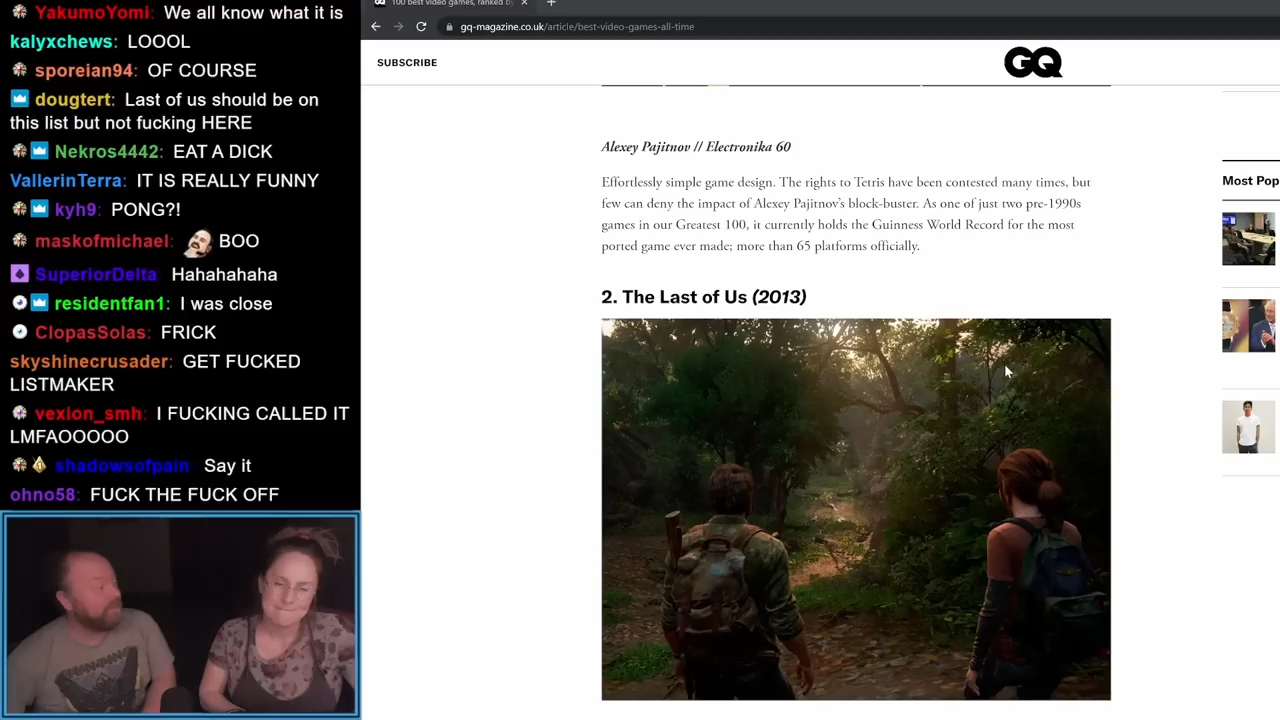 YakumoYomi: We all know what it is
kalyxchews: LOOOL
sporeian94: OF COURSE
dougtert: Last of us should be on
this list but not fucking HERE
Nekros4442: EAT A DICK
VallerinTerra: IT IS REALLY FUNNY
kyh9: PONG?!
maskofmichael: BOO
SuperiorDelta Hahahahaha
residentfan1: I was close
ClopasSolas: FRICK
skyshinecrusader: GET FUCKED
LISTMAKER
vexion_smh: I FUCKING CALLED IT
LMFAOOOOO
shadowsofpain Say it
ohno58: FUCK THE FUCK OFF
100 best video games, ranked by
gq-magazine.co.uk/article/best-video-games-all-time
SUBSCRIBE
GQ
Alexey Pajitnov // Electronika 60
Effortlessly simple game design. The rights to Tetris have been contested many times, but
few can deny the impact of Alexey Pajitnov's block-buster. As one of just two pre-1990s
games in our Greatest 100, it currently holds the Guinness World Record for the most
ported game ever made; more than 65 platforms officially.
2. The Last of Us (2013)
Most Pop